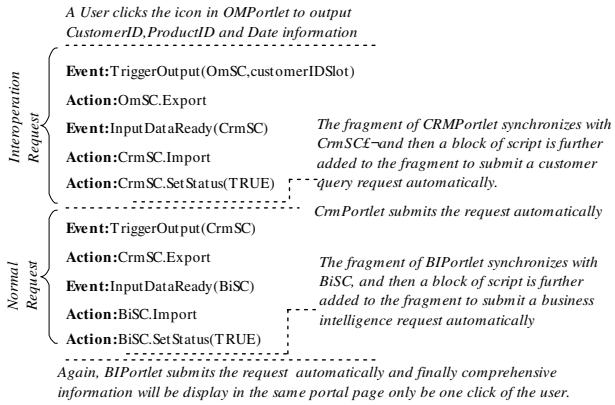 A User clicks the icon in OMPortlet to output
CustomerID,ProductID and Date information
Interoperation
Request
Event:TriggerOutput(OmSC,customerIDSlot)
Action:OmSC.Export
Event:InputDataReady(CrmSC)
Action:CrmSC.Import
Action:CrmSC.SetStatus(TRUE)
The fragment of CRMPortlet synchronizes with
CrmSC£¬and then a block of script is further
added to the fragment to submit a customer
query request automatically.
CrmPortlet submits the request automatically
Normal
Request
Event:TriggerOutput(CrmSC)
Action:CrmSC.Export
Event:InputDataReady(BiSC)
Action:BiSC.Import
Action:BiSC.SetStatus(TRUE)
The fragment of BIPortlet synchronizes with
BiSC, and then a block of script is further
added to the fragment to submit a business
intelligence request automatically
Again, BIPortlet submits the request automatically and finally comprehensive
information will be display in the same portal page only be one click of the user.